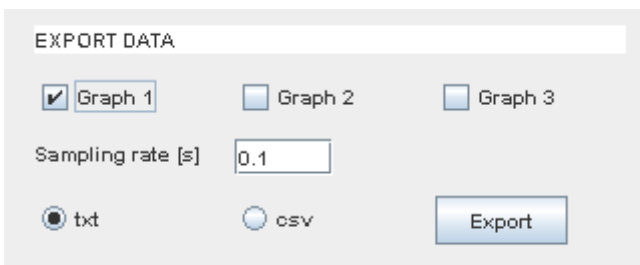 EXPORT DATA
Graph 1 Graph 2 Graph 3
Sampling rate [s] 0.1
txt csv Export